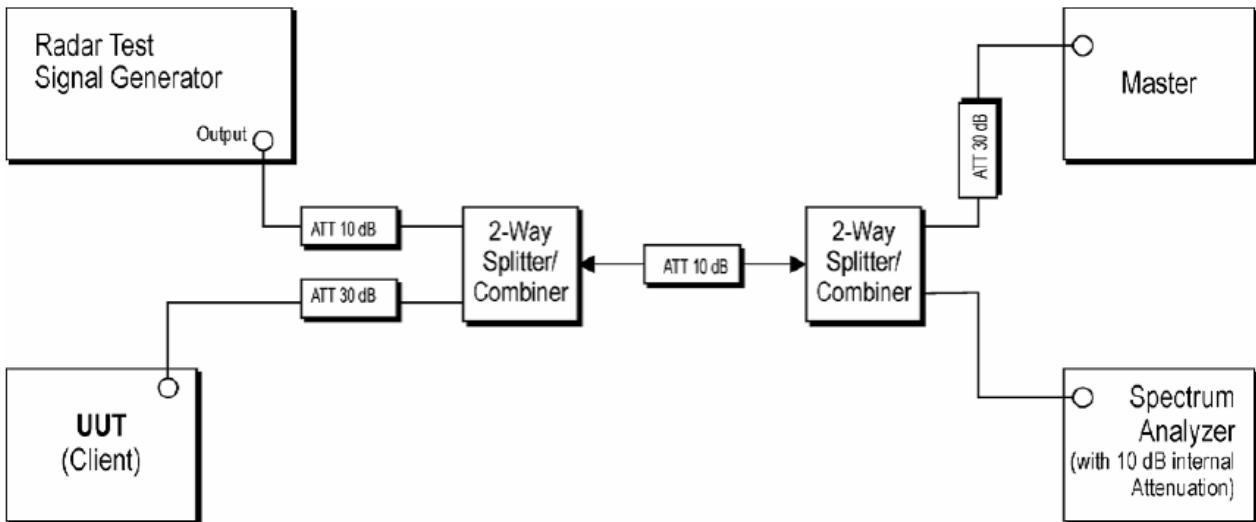 Radar Test
Signal Generator
Output
ATT 10 dB
ATT 30 dB
UUT
(Client)
2-Way
Splitter/
Combiner
ATT 10 dB
2-Way
Splitter/
Combiner
ATT 30 dB
Master
Spectrum
Analyzer
(with 10 dB internal
Attenuation)